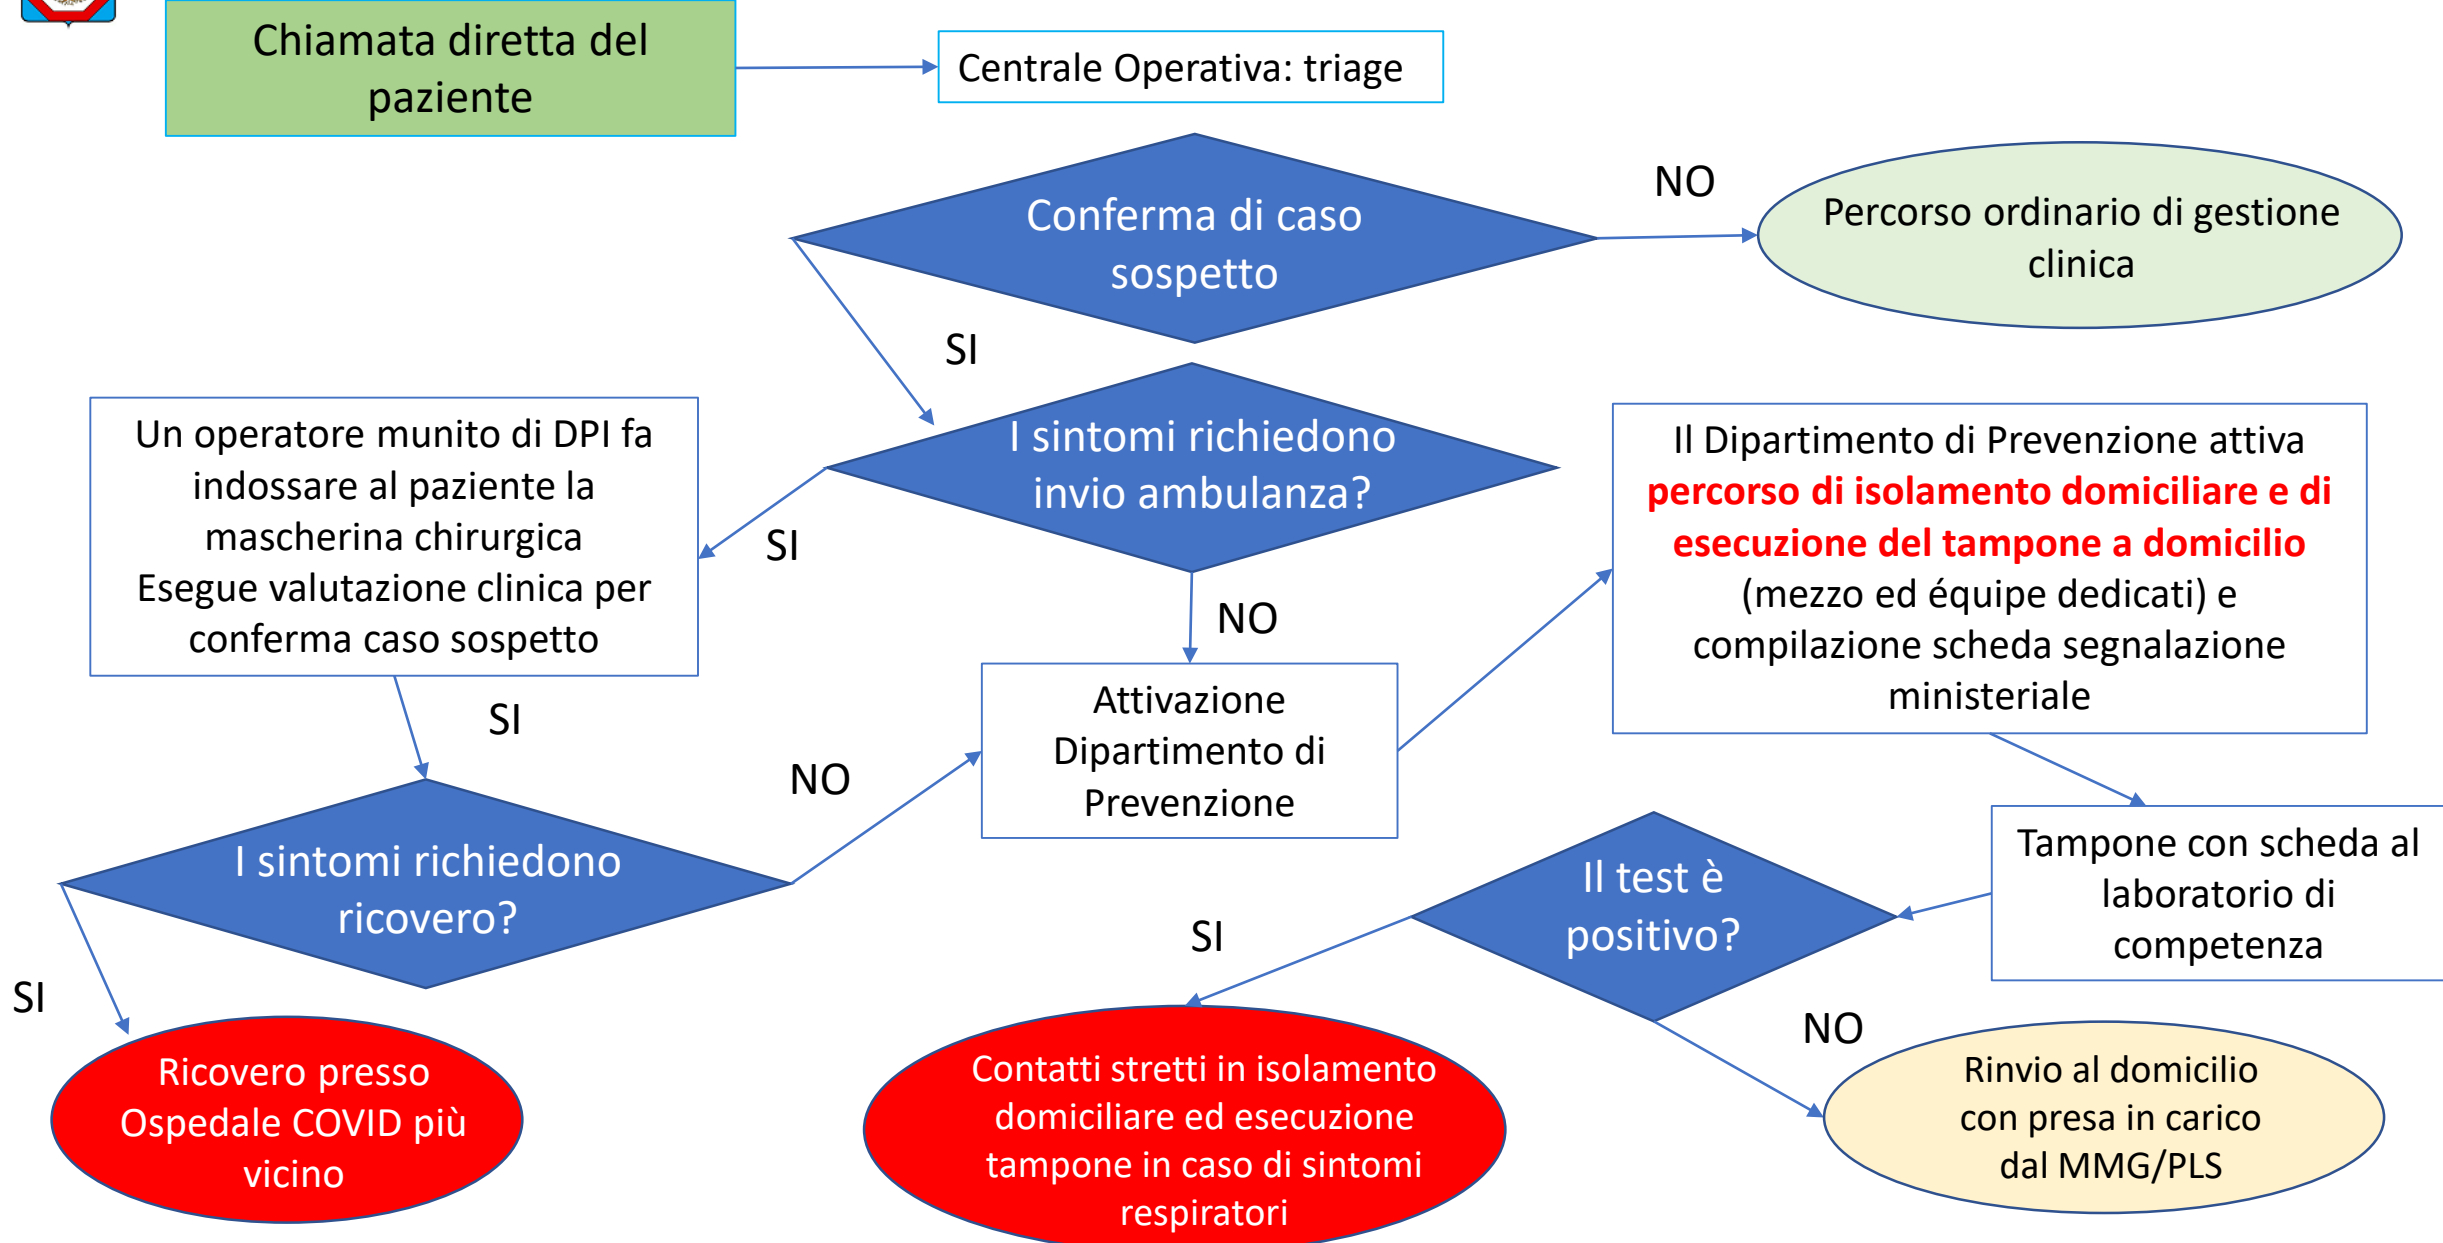 Chiamata diretta del
paziente
Centrale Operativa: triage
Conferma di caso
sospetto
NO
Percorso ordinario di gestione
clinica
SI
I sintomi richiedono
invio ambulanza?
Un operatore munito di DPI fa
indossare al paziente la
mascherina chirurgica
Esegue valutazione clinica per
conferma caso sospetto
SI
NO
Il Dipartimento di Prevenzione attiva
percorso di isolamento domiciliare e di
esecuzione del tampone a domicilio
(mezzo ed équipe dedicati) e
compilazione scheda segnalazione
ministeriale
SI
NO
Attivazione
Dipartimento di
Prevenzione
I sintomi richiedono
ricovero?
Tampone con scheda al
laboratorio di
competenza
Il test è
positivo?
SI
SI
NO
Ricovero presso
Ospedale COVID più
vicino
Contatti stretti in isolamento
domiciliare ed esecuzione
tampone in caso di sintomi
respiratori
Rinvio al domicilio
con presa in carico
dal MMG/PLS